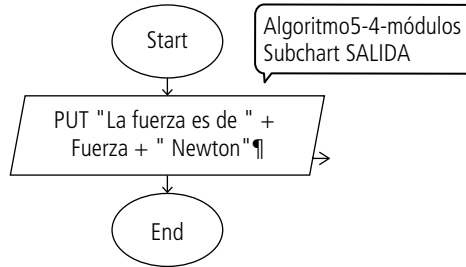 Start
Algoritmo5-4-módulos
Subchart SALIDA
PUT "La fuerza es de " +
Fuerza + " Newton"¶
End